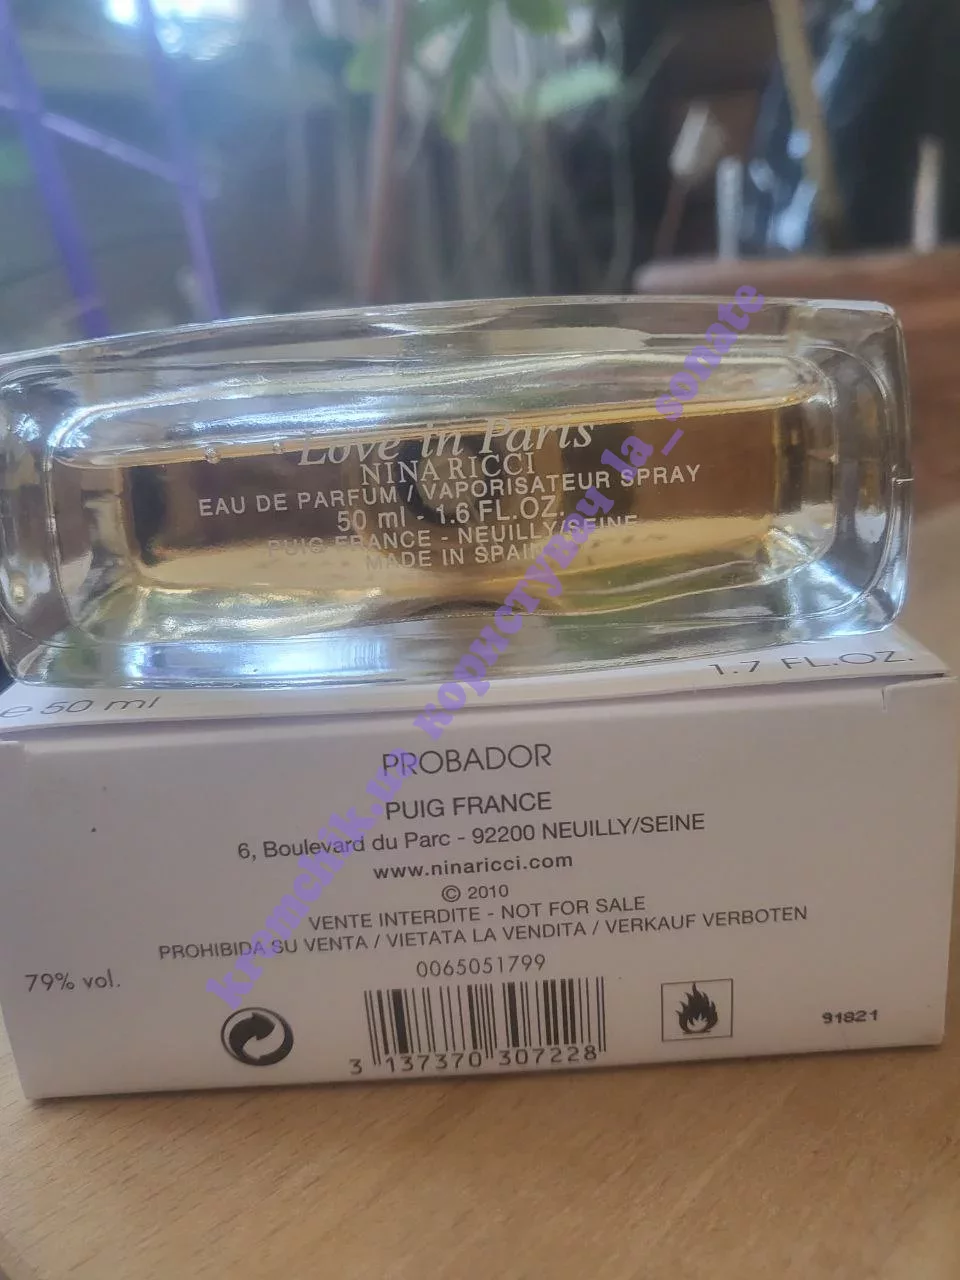 Love in Paris
NINA RICCI
EAU DE PARFUM / VAPORISATEUR SPRAY
50 ml - 1.6 FL.OZ.
PUIG FRANCE - NEUILLY/SEINE
MADE IN SPAIN
e 50 ml
1.7 FL.OZ.
PROBADOR
PUIG FRANCE
6, Boulevard du Parc - 92200 NEUILLY/SEINE
www.ninaricci.com
© 2010
VENTE INTERDITE - NOT FOR SALE
PROHIBIDA SU VENTA / VIETATA LA VENDITA / VERKAUF VERBOTEN
79% vol.
0065051799
3 137370 307228
91821
kremchik.ua користувач la_sonate